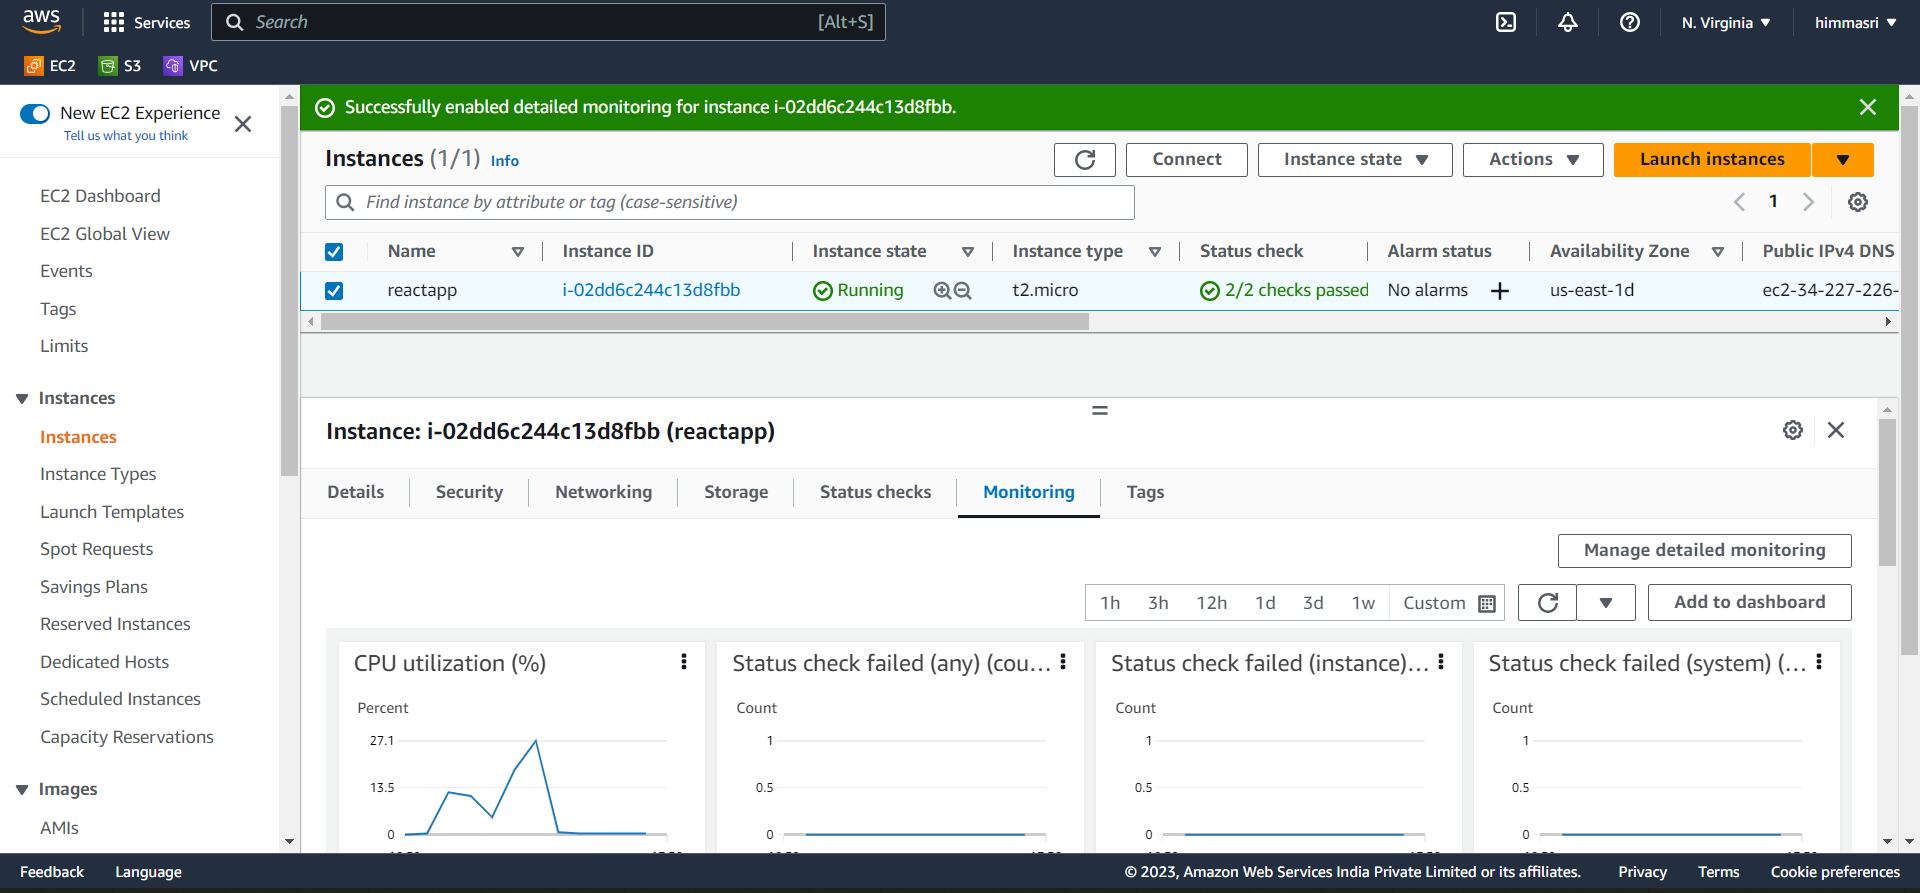 aws
Services
Search
[Alt+S]
N. Virginia
himmasri
EC2
S3
VPC
New EC2 Experience
Tell us what you think
EC2 Dashboard
EC2 Global View
Events
Tags
Limits
Instances
Instances
Instance Types
Launch Templates
Spot Requests
Savings Plans
Reserved Instances
Dedicated Hosts
Scheduled Instances
Capacity Reservations
Images
AMIs
Successfully enabled detailed monitoring for instance i-02dd6c244c13d8fbb.
Instances (1/1) Info
Connect
Instance state
Actions
Launch instances
Find instance by attribute or tag (case-sensitive)
1
Name
Instance ID
Instance state
Instance type
Status check
Alarm status
Availability Zone
Public IPv4 DNS
reactapp
i-02dd6c244c13d8fbb
Running
t2.micro
2/2 checks passed
No alarms
us-east-1d
ec2-34-227-226-
Instance: i-02dd6c244c13d8fbb (reactapp)
Details
Security
Networking
Storage
Status checks
Monitoring
Tags
Manage detailed monitoring
1h
3h
12h
1d
3d
1w
Custom
Add to dashboard
CPU utilization (%)
Percent
27.1
13.5
0
Status check failed (any) (cou...
Count
1
0.5
0
Status check failed (instance)...
Count
1
0.5
0
Status check failed (system) (...
Count
1
0.5
0
Feedback
Language
© 2023, Amazon Web Services India Private Limited or its affiliates.
Privacy
Terms
Cookie preferences